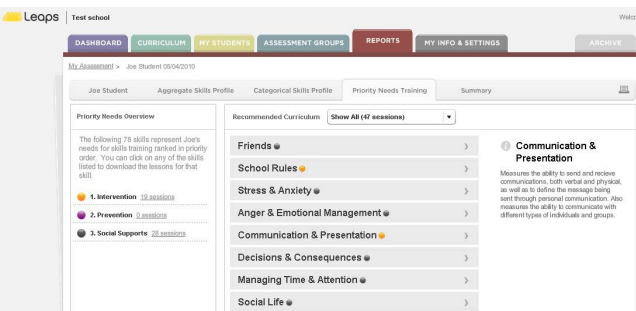 Leaps
Test school
Welco
DASHBOARD CURRICULUM MY STUDENTS ASSESSMENT GROUPS REPORTS MY INFO & SETTINGS ARCHIVE
My Assessment > Joe Student 05/04/2010
Joe Student Aggregate Skills Profile Categorical Skills Profile Priority Needs Training Summary
Priority Needs Overview
The following 78 skills represent Joe's
needs for skills training ranked in priority
order. You can click on any of the skills
listed to download the lessons for that
skill.
1. Intervention 19 sessions
2. Prevention 0 sessions
3. Social Supports 28 sessions
Recommended Curriculum Show All (47 sessions)
Friends
School Rules
Stress & Anxiety
Anger & Emotional Management
Communication & Presentation
Decisions & Consequences
Managing Time & Attention
Social Life
Communication &
Presentation
Measures the ability to send and recieve
communications, both verbal and physical,
as well as to define the message being
sent through personal communication. Also
measures the ability to communicate with
different types of individuals and groups.